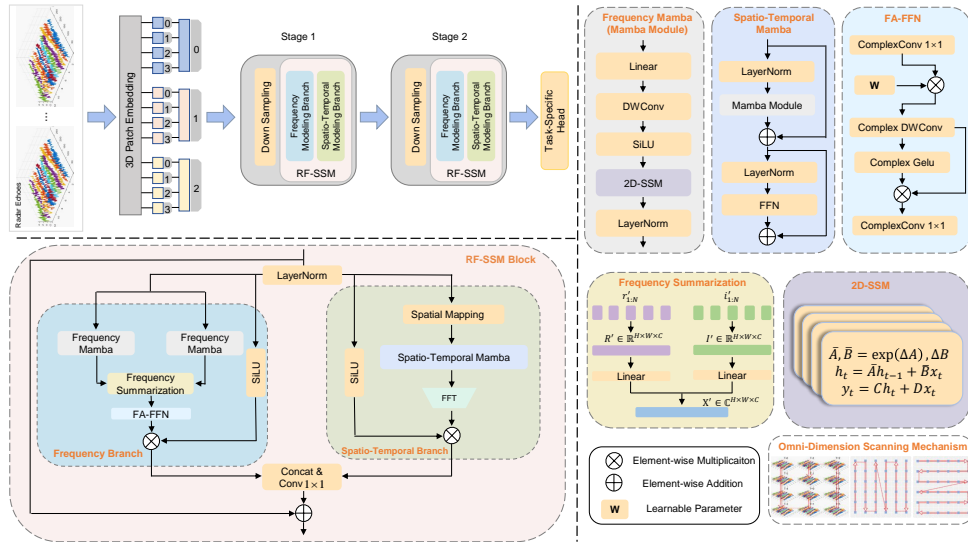 Radar Echoes
...
3D Patch Embedding
0
1
2
3
0
0
1
2
3
1
0
1
2
3
2
Stage 1
Down Sampling
Frequency
Modeling Branch
Spatio-Temporal
Modeling Branch
RF-SSM
Stage 2
Down Sampling
Frequency
Modeling Branch
Spatio-Temporal
Modeling Branch
RF-SSM
Task-Specific
Head
Frequency Mamba
(Mamba Module)
Linear
DWConv
SiLU
2D-SSM
LayerNorm
Spatio-Temporal
Mamba
LayerNorm
Mamba Module
LayerNorm
FFN
FA-FFN
ComplexConv 1×1
W
Complex DWConv
Complex Gelu
ComplexConv 1×1
RF-SSM Block
LayerNorm
Frequency
Mamba
Frequency
Mamba
Frequency
Summarization
FA-FFN
SiLU
Frequency Branch
SiLU
Spatial Mapping
Spatio-Temporal Mamba
FFT
Spatio-Temporal Branch
Concat &
Conv 1×1
Frequency Summarization
r′1:N
i′1:N
R′ ∈ ℝ^{H×W×C}
I′ ∈ ℝ^{H×W×C}
Linear
Linear
X′ ∈ ℂ^{H×W×C}
2D-SSM
Ā, B̄ = exp(ΔA), ΔB
h_t = Āh_{t−1} + B̄x_t
y_t = Ch_t + Dx_t
Element-wise Multiplicaiton
Element-wise Addition
W
Learnable Parameter
Omni-Dimension Scanning Mechanism